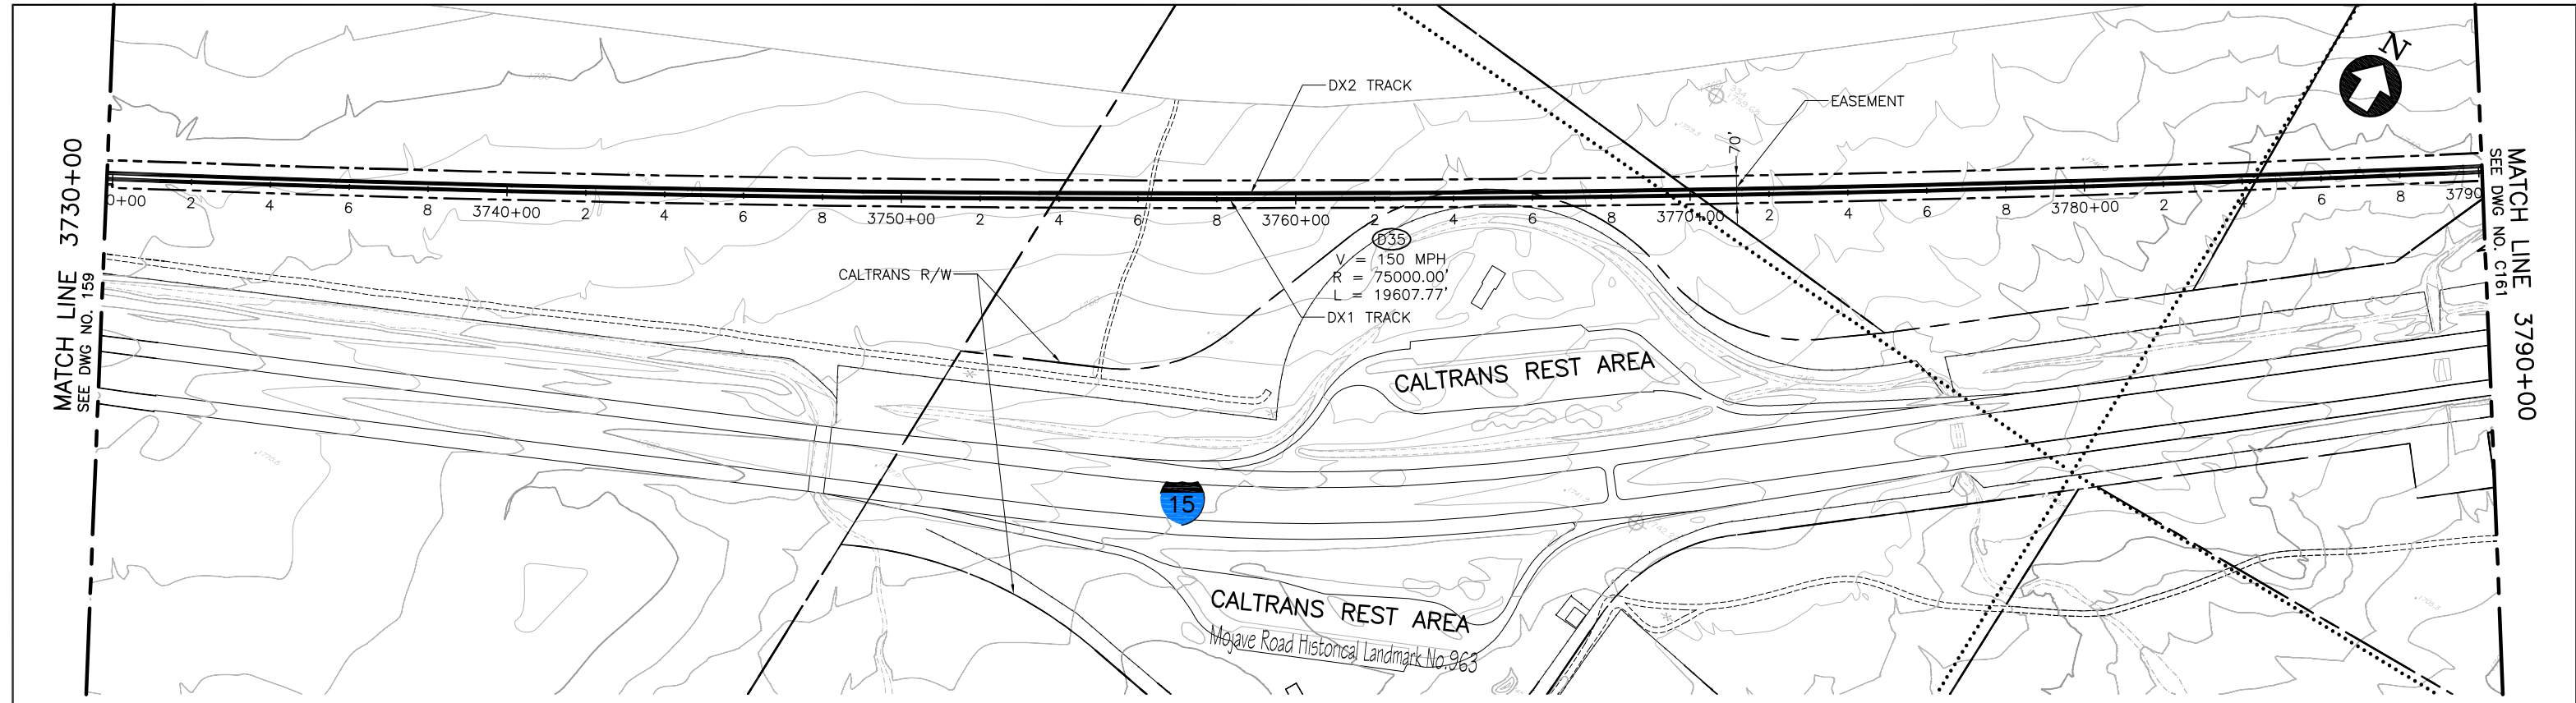 N
DX2 TRACK
EASEMENT
70'
MATCH LINE 3730+00
SEE DWG NO. 159
MATCH LINE 3790+00
SEE DWG NO. C161
0+00 2 4 6 8 3740+00 2 4 6 8 3750+00 2 4 6 8 3760+00 2 4 6 8 3770+00 2 4 6 8 3780+00 2 4 6 8 3790
D35
V = 150 MPH
R = 75000.00'
L = 19607.77'
CALTRANS R/W
DX1 TRACK
CALTRANS REST AREA
15
CALTRANS REST AREA
Mojave Road Historical Landmark No.963